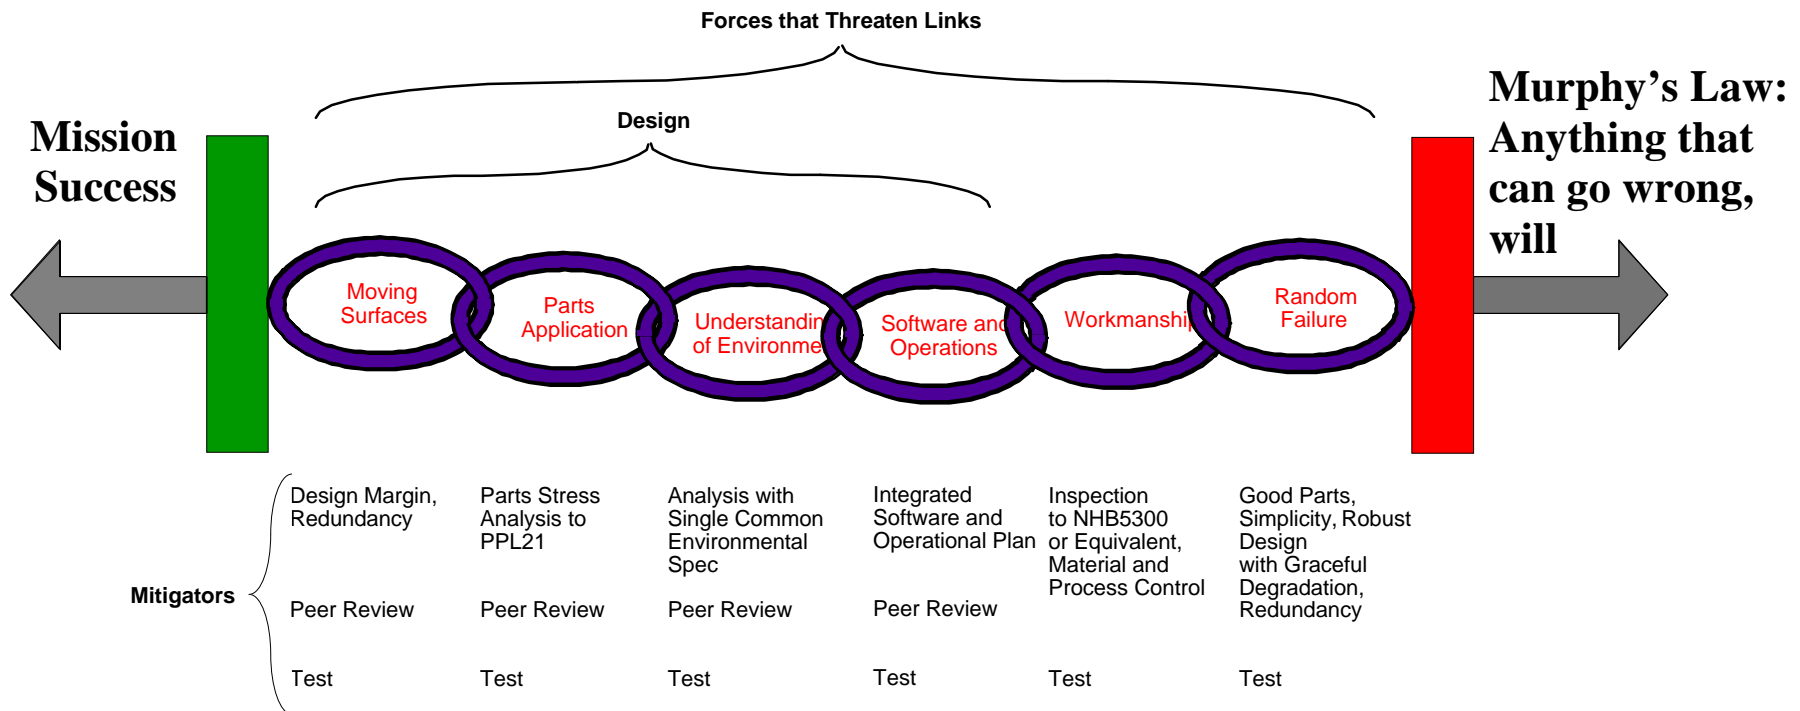 Forces that Threaten Links
Design
Mission
Success
Murphy's Law:
Anything that
can go wrong,
will
Moving
Surfaces
Parts
Application
Understandin
of Environme
Software and
Operations
Workmanshi
Random
Failure
Mitigators
Design Margin,
Redundancy
Peer Review
Test
Parts Stress
Analysis to
PPL21
Peer Review
Test
Analysis with
Single Common
Environmental
Spec
Peer Review
Test
Integrated
Software and
Operational Plan
Peer Review
Test
Inspection
to NHB5300
or Equivalent,
Material and
Process Control
Test
Good Parts,
Simplicity, Robust
Design
with Graceful
Degradation,
Redundancy
Test